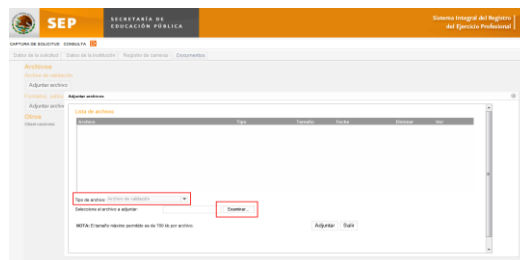 SEP
SECRETARÍA DE
EDUCACIÓN PÚBLICA
Sistema Integral del Registro
del Ejercicio Profesional
CAPTURA DE SOLICITUD CONSULTA
Datos de la solicitud Datos de la institución Registro de carreras Documentos
Archivos
Archivo de validación
Adjuntar archivo
Adjuntar archivos
Adjuntar archivo
Otros
Lista de archivos
Archivo Tipo Tamaño Fecha Eliminar Ver
Tipo de archivo: Archivo de validación
Seleccione el archivo a adjuntar: Examinar...
NOTA: El tamaño máximo permitido es de 700 kb por archivo
Adjuntar Salir